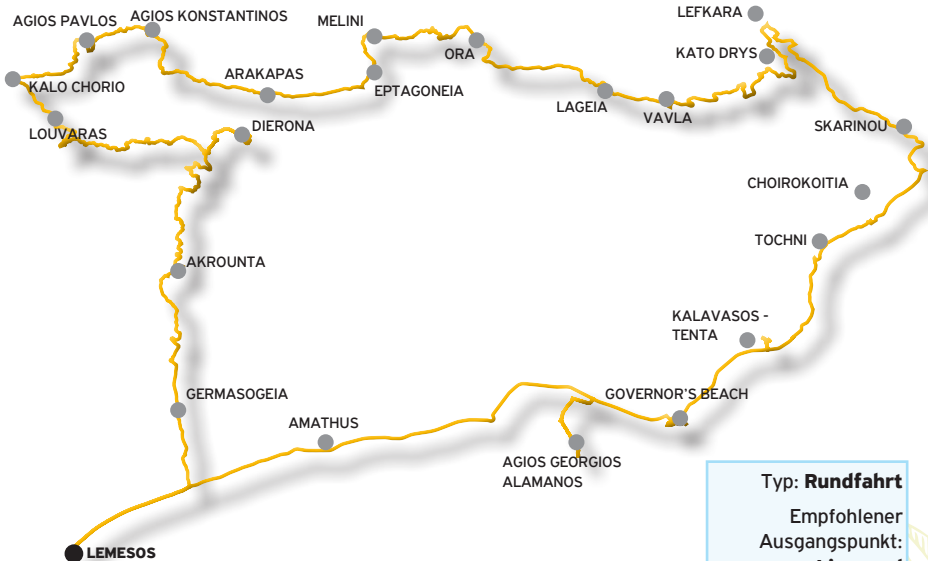 AGIOS PAVLOS
AGIOS KONSTANTINOS
MELINI
LEFKARA
ORA
KATO DRYS
KALO CHORIO
ARAKAPAS
EPTAGONEIA
LAGEIA
VAVLA
LOUVARAS
DIERONA
SKARINOU
CHOIROKOITIA
TOCHNI
AKROUNTA
KALAVASOS -
TENTA
GERMASOGEIA
AMATHUS
GOVERNOR'S BEACH
AGIOS GEORGIOS
ALAMANOS
LEMESOS
Typ: Rundfahrt
Empfohlener
Ausgangspunkt: